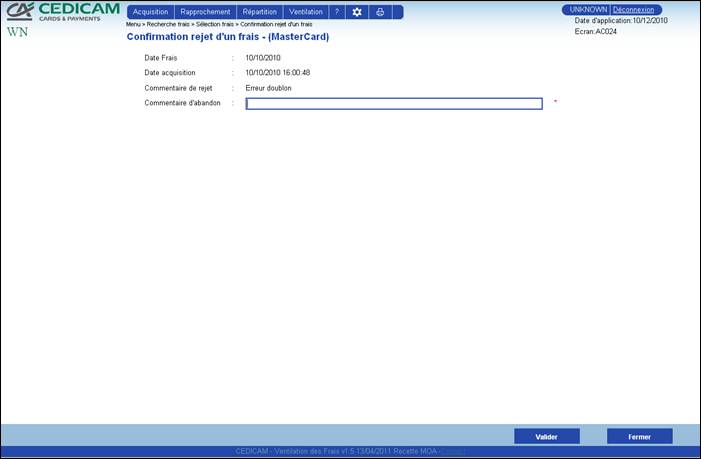 CEDICAM
CARDS & PAYMENTS
WN
Acquisition Rapprochement Répartition Ventilation ?
UNKNOWN Déconnexion
Date d'application:10/12/2010
Ecran:AC024
Menu > Recherche frais > Sélection frais > Confirmation rejet d'un frais
Confirmation rejet d'un frais - (MasterCard)
Date Frais : 10/10/2010
Date acquisition : 10/10/2010 16:00:48
Commentaire de rejet : Erreur doublon
Commentaire d'abandon : *
Valider Fermer
CEDICAM - Ventilation des Frais v1.5 13/04/2011 Recette MOA -